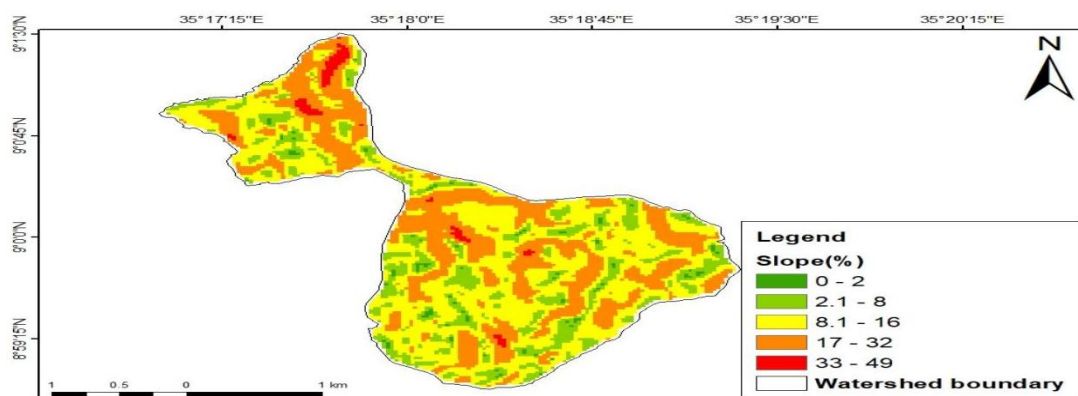 35°17'15"E 35°18'0"E 35°18'45"E 35°19'30"E 35°20'15"E
9°1'30"N
N
9°0'45"N
9°0'0"N
Legend
Slope(%)
0 - 2
2.1 - 8
8.1 - 16
17 - 32
33 - 49
Watershed boundary
8°59'15"N
1 0.5 0 1 km